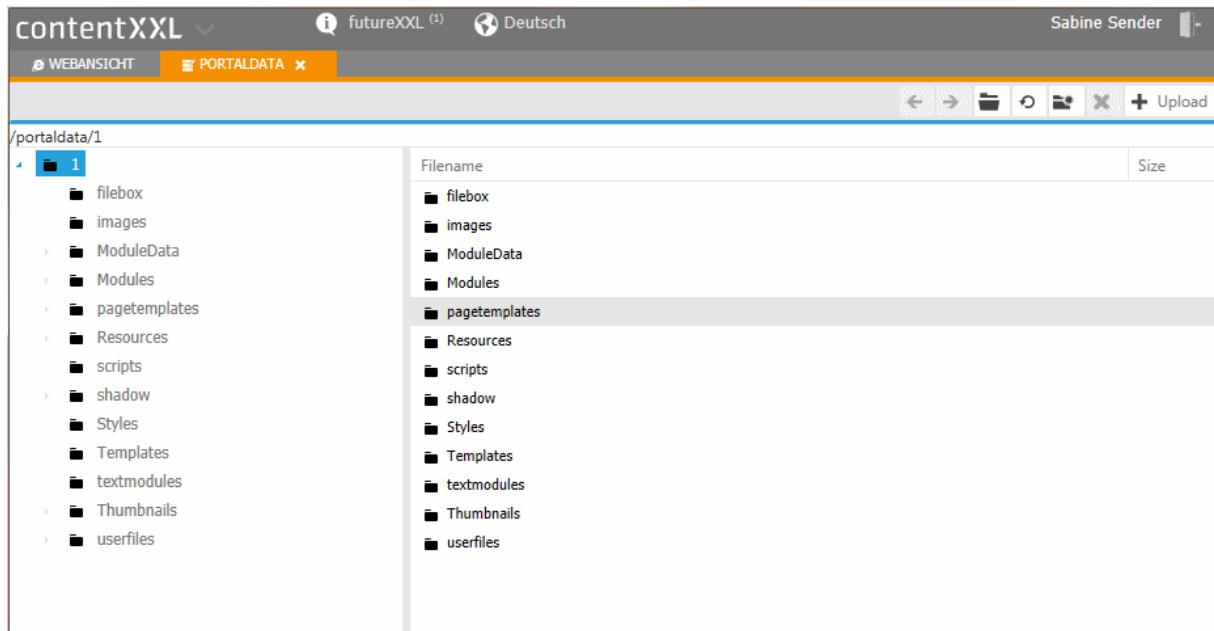 contentXXL
futureXXL (1)
Deutsch
Sabine Sender
WEBANSICHT
PORTALDATA
Upload
/portaldata/1
1
filebox
images
ModuleData
Modules
pagetemplates
Resources
scripts
shadow
Styles
Templates
textmodules
Thumbnails
userfiles
Filename
Size
filebox
images
ModuleData
Modules
pagetemplates
Resources
scripts
shadow
Styles
Templates
textmodules
Thumbnails
userfiles